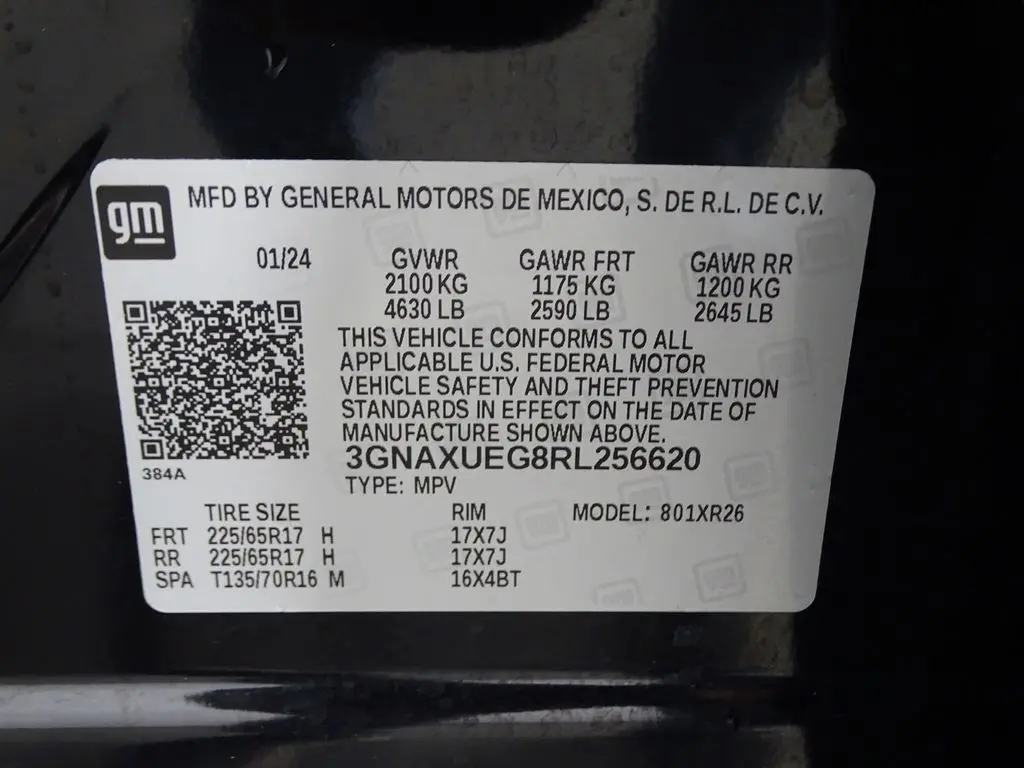 gm
MFD BY GENERAL MOTORS DE MEXICO, S. DE R.L. DE C.V.
01/24 GVWR GAWR FRT GAWR RR
2100 KG 1175 KG 1200 KG
4630 LB 2590 LB 2645 LB
THIS VEHICLE CONFORMS TO ALL
APPLICABLE U.S. FEDERAL MOTOR
VEHICLE SAFETY AND THEFT PREVENTION
STANDARDS IN EFFECT ON THE DATE OF
MANUFACTURE SHOWN ABOVE.
3GNAXUEG8RL256620
384A
TYPE: MPV
TIRE SIZE RIM MODEL: 801XR26
FRT 225/65R17 H 17X7J
RR 225/65R17 H 17X7J
SPA T135/70R16 M 16X4BT